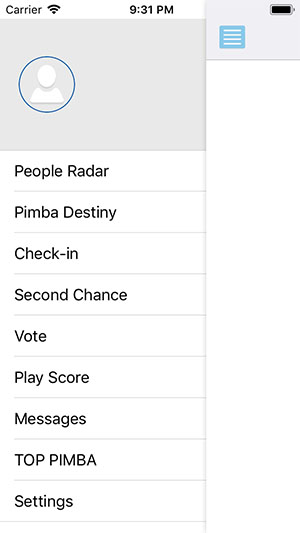 Carrier 9:31 PM
People Radar
Pimba Destiny
Check-in
Second Chance
Vote
Play Score
Messages
TOP PIMBA
Settings